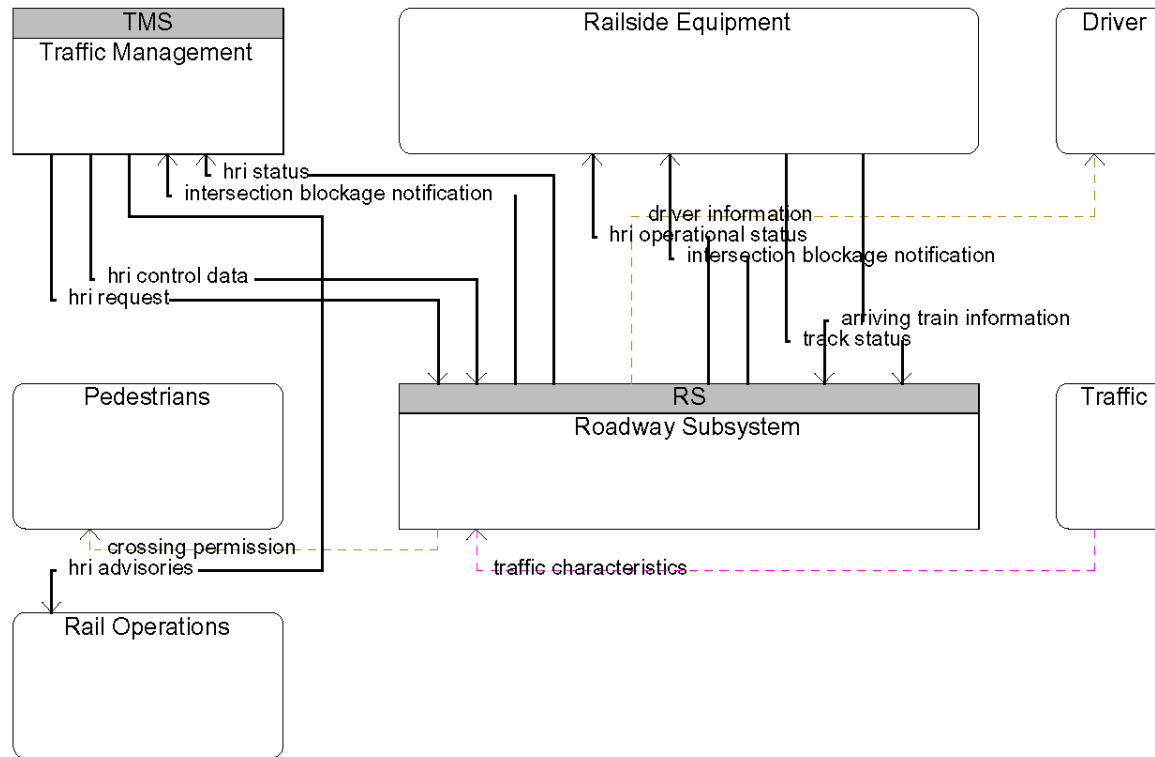 TMS
Traffic Management
Railside Equipment
Driver
hri status
intersection blockage notification
driver information
hri operational status
intersection blockage notification
hri control data
hri request
arriving train information
track status
Pedestrians
RS
Roadway Subsystem
Traffic
crossing permission
hri advisories
traffic characteristics
Rail Operations